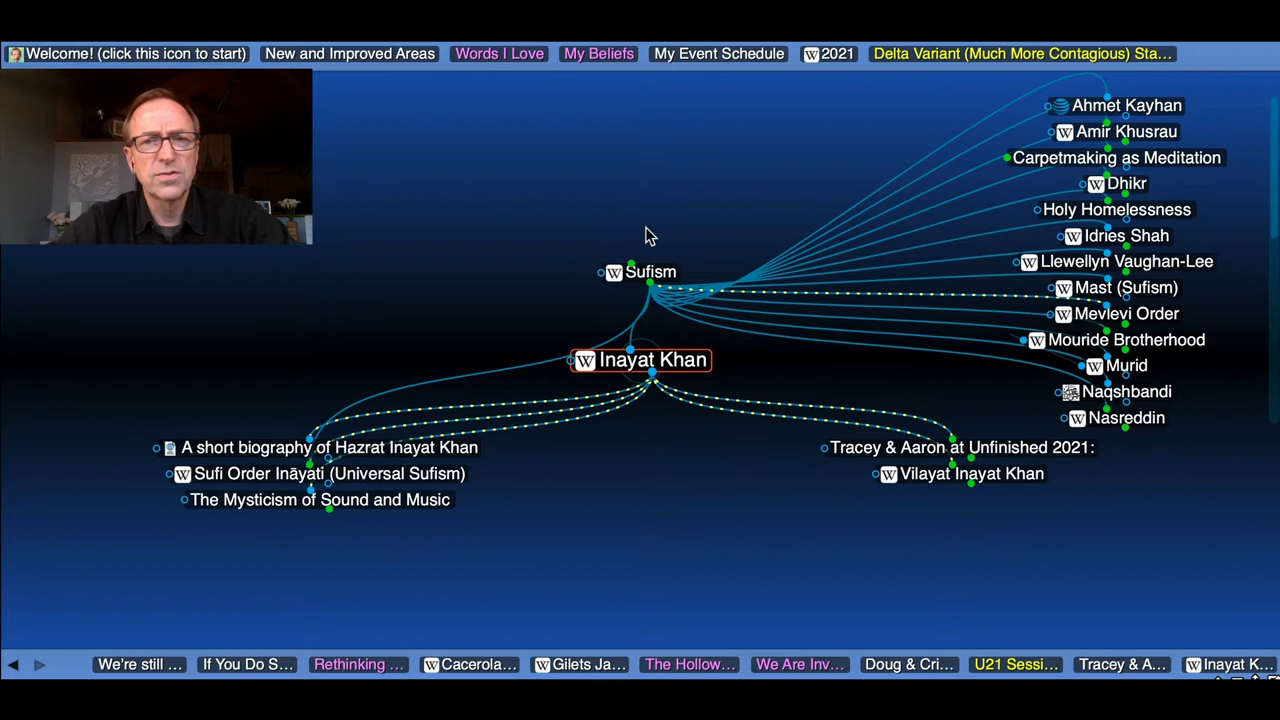 Welcome! (click this icon to start)
New and Improved Areas
Words I Love
My Beliefs
My Event Schedule
W 2021
Delta Variant (Much More Contagious) Sta...
Ahmet Kayhan
W Amir Khusrau
Carpetmaking as Meditation
W Dhikr
Holy Homelessness
W Idries Shah
W Llewellyn Vaughan-Lee
W Mast (Sufism)
W Mevlevi Order
W Mouride Brotherhood
W Murid
Naqshbandi
W Nasreddin
W Sufism
W Inayat Khan
A short biography of Hazrat Inayat Khan
W Sufi Order Ināyati (Universal Sufism)
The Mysticism of Sound and Music
Tracey & Aaron at Unfinished 2021:
W Vilayat Inayat Khan
We're still ...
If You Do S...
Rethinking ...
W Cacerola...
W Gilets Ja...
The Hollow...
We Are Inv...
Doug & Cri...
U21 Sessi...
Tracey & A...
W Inayat K...